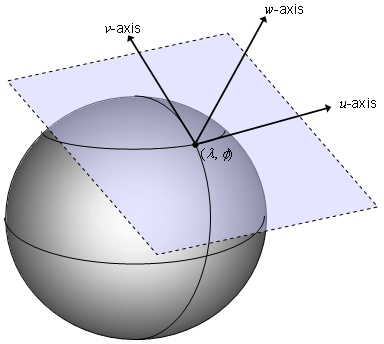 w-axis
v-axis
u-axis
(λ, ϕ)